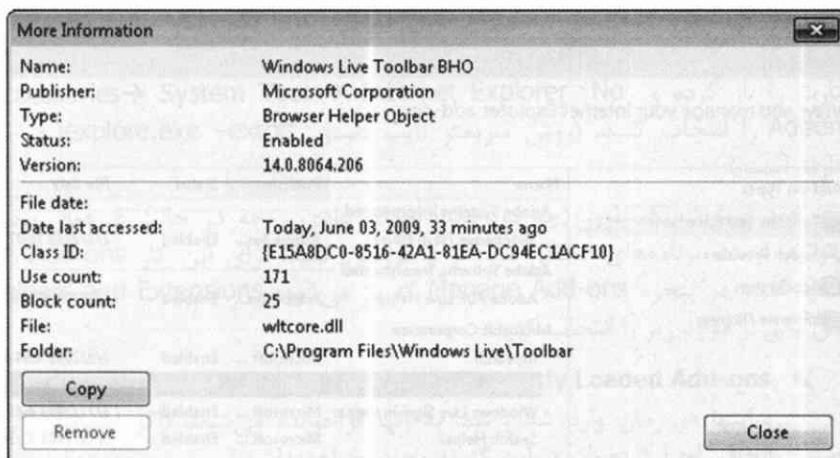 More Information
Name: Windows Live Toolbar BHO
Publisher: Microsoft Corporation
Type: Browser Helper Object
Status: Enabled
Version: 14.0.8064.206
File date:
Date last accessed: Today, June 03, 2009, 33 minutes ago
Class ID: {E15A8DC0-8516-42A1-81EA-DC94EC1ACF10}
Use count: 171
Block count: 25
File: wltcore.dll
Folder: C:\Program Files\Windows Live\Toolbar
Copy
Remove
Close